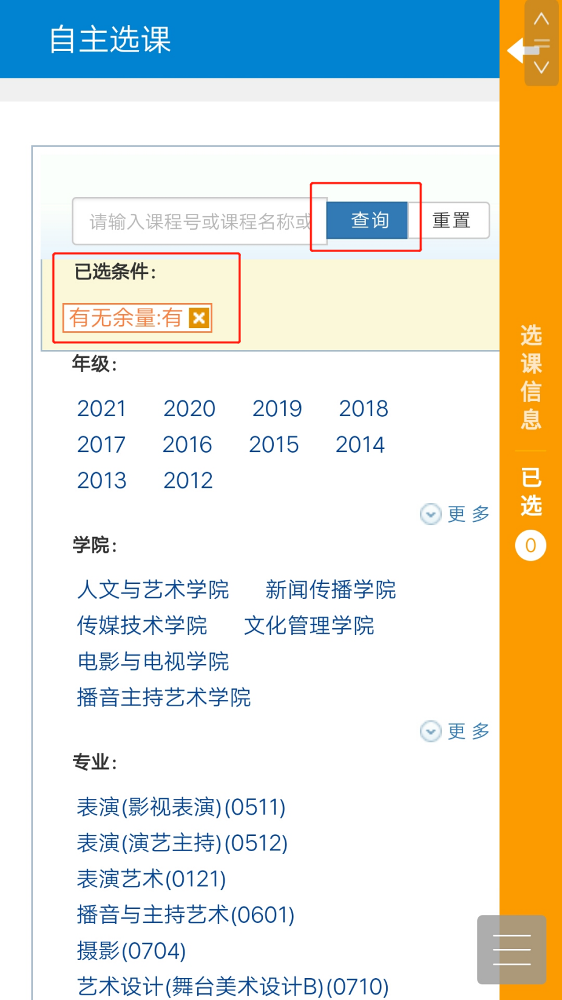 自主选课
请输入课程号或课程名称或
查询
重置
已选条件：
有无余量:有
年级：
2021 2020 2019 2018
2017 2016 2015 2014
2013 2012
更多
学院：
人文与艺术学院 新闻传播学院
传媒技术学院 文化管理学院
电影与电视学院
播音主持艺术学院
更多
专业：
表演(影视表演)(0511)
表演(演艺主持)(0512)
表演艺术(0121)
播音与主持艺术(0601)
摄影(0704)
艺术设计(舞台美术设计B)(0710)
选课信息
已选
0